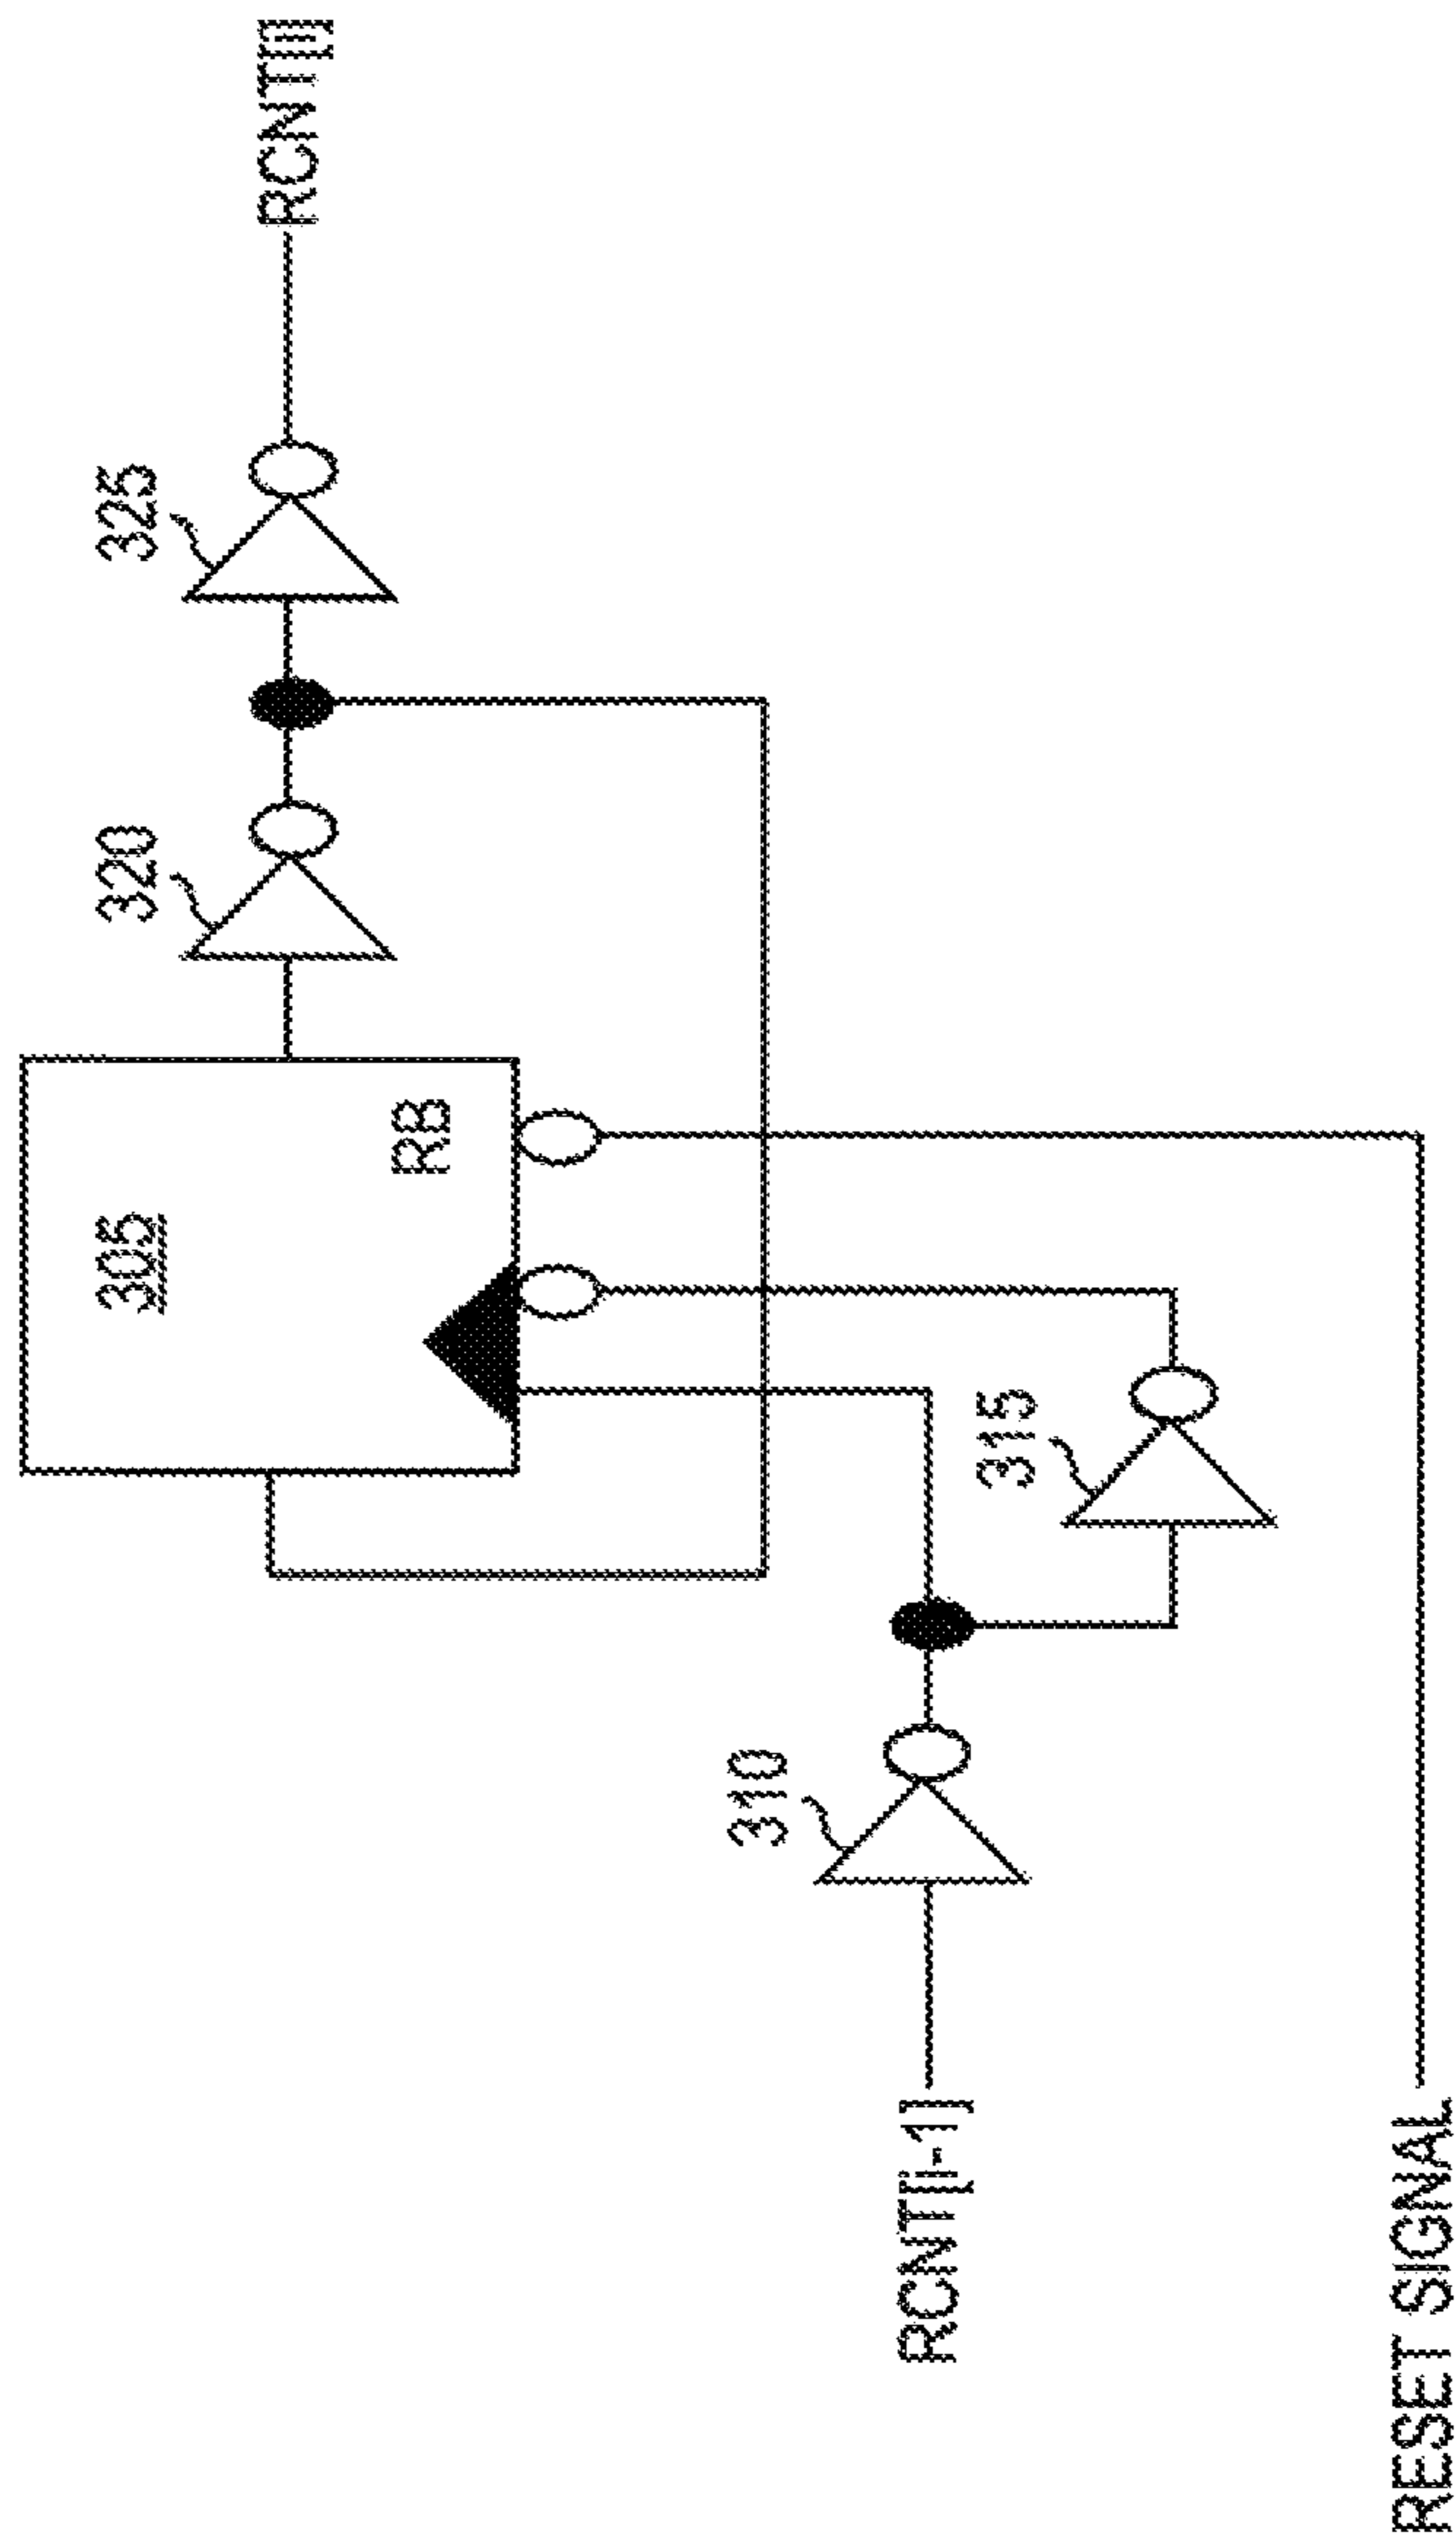 305
RB
320
325
RCNT[i]
310
315
RCNT[i-1]
RESET SIGNAL